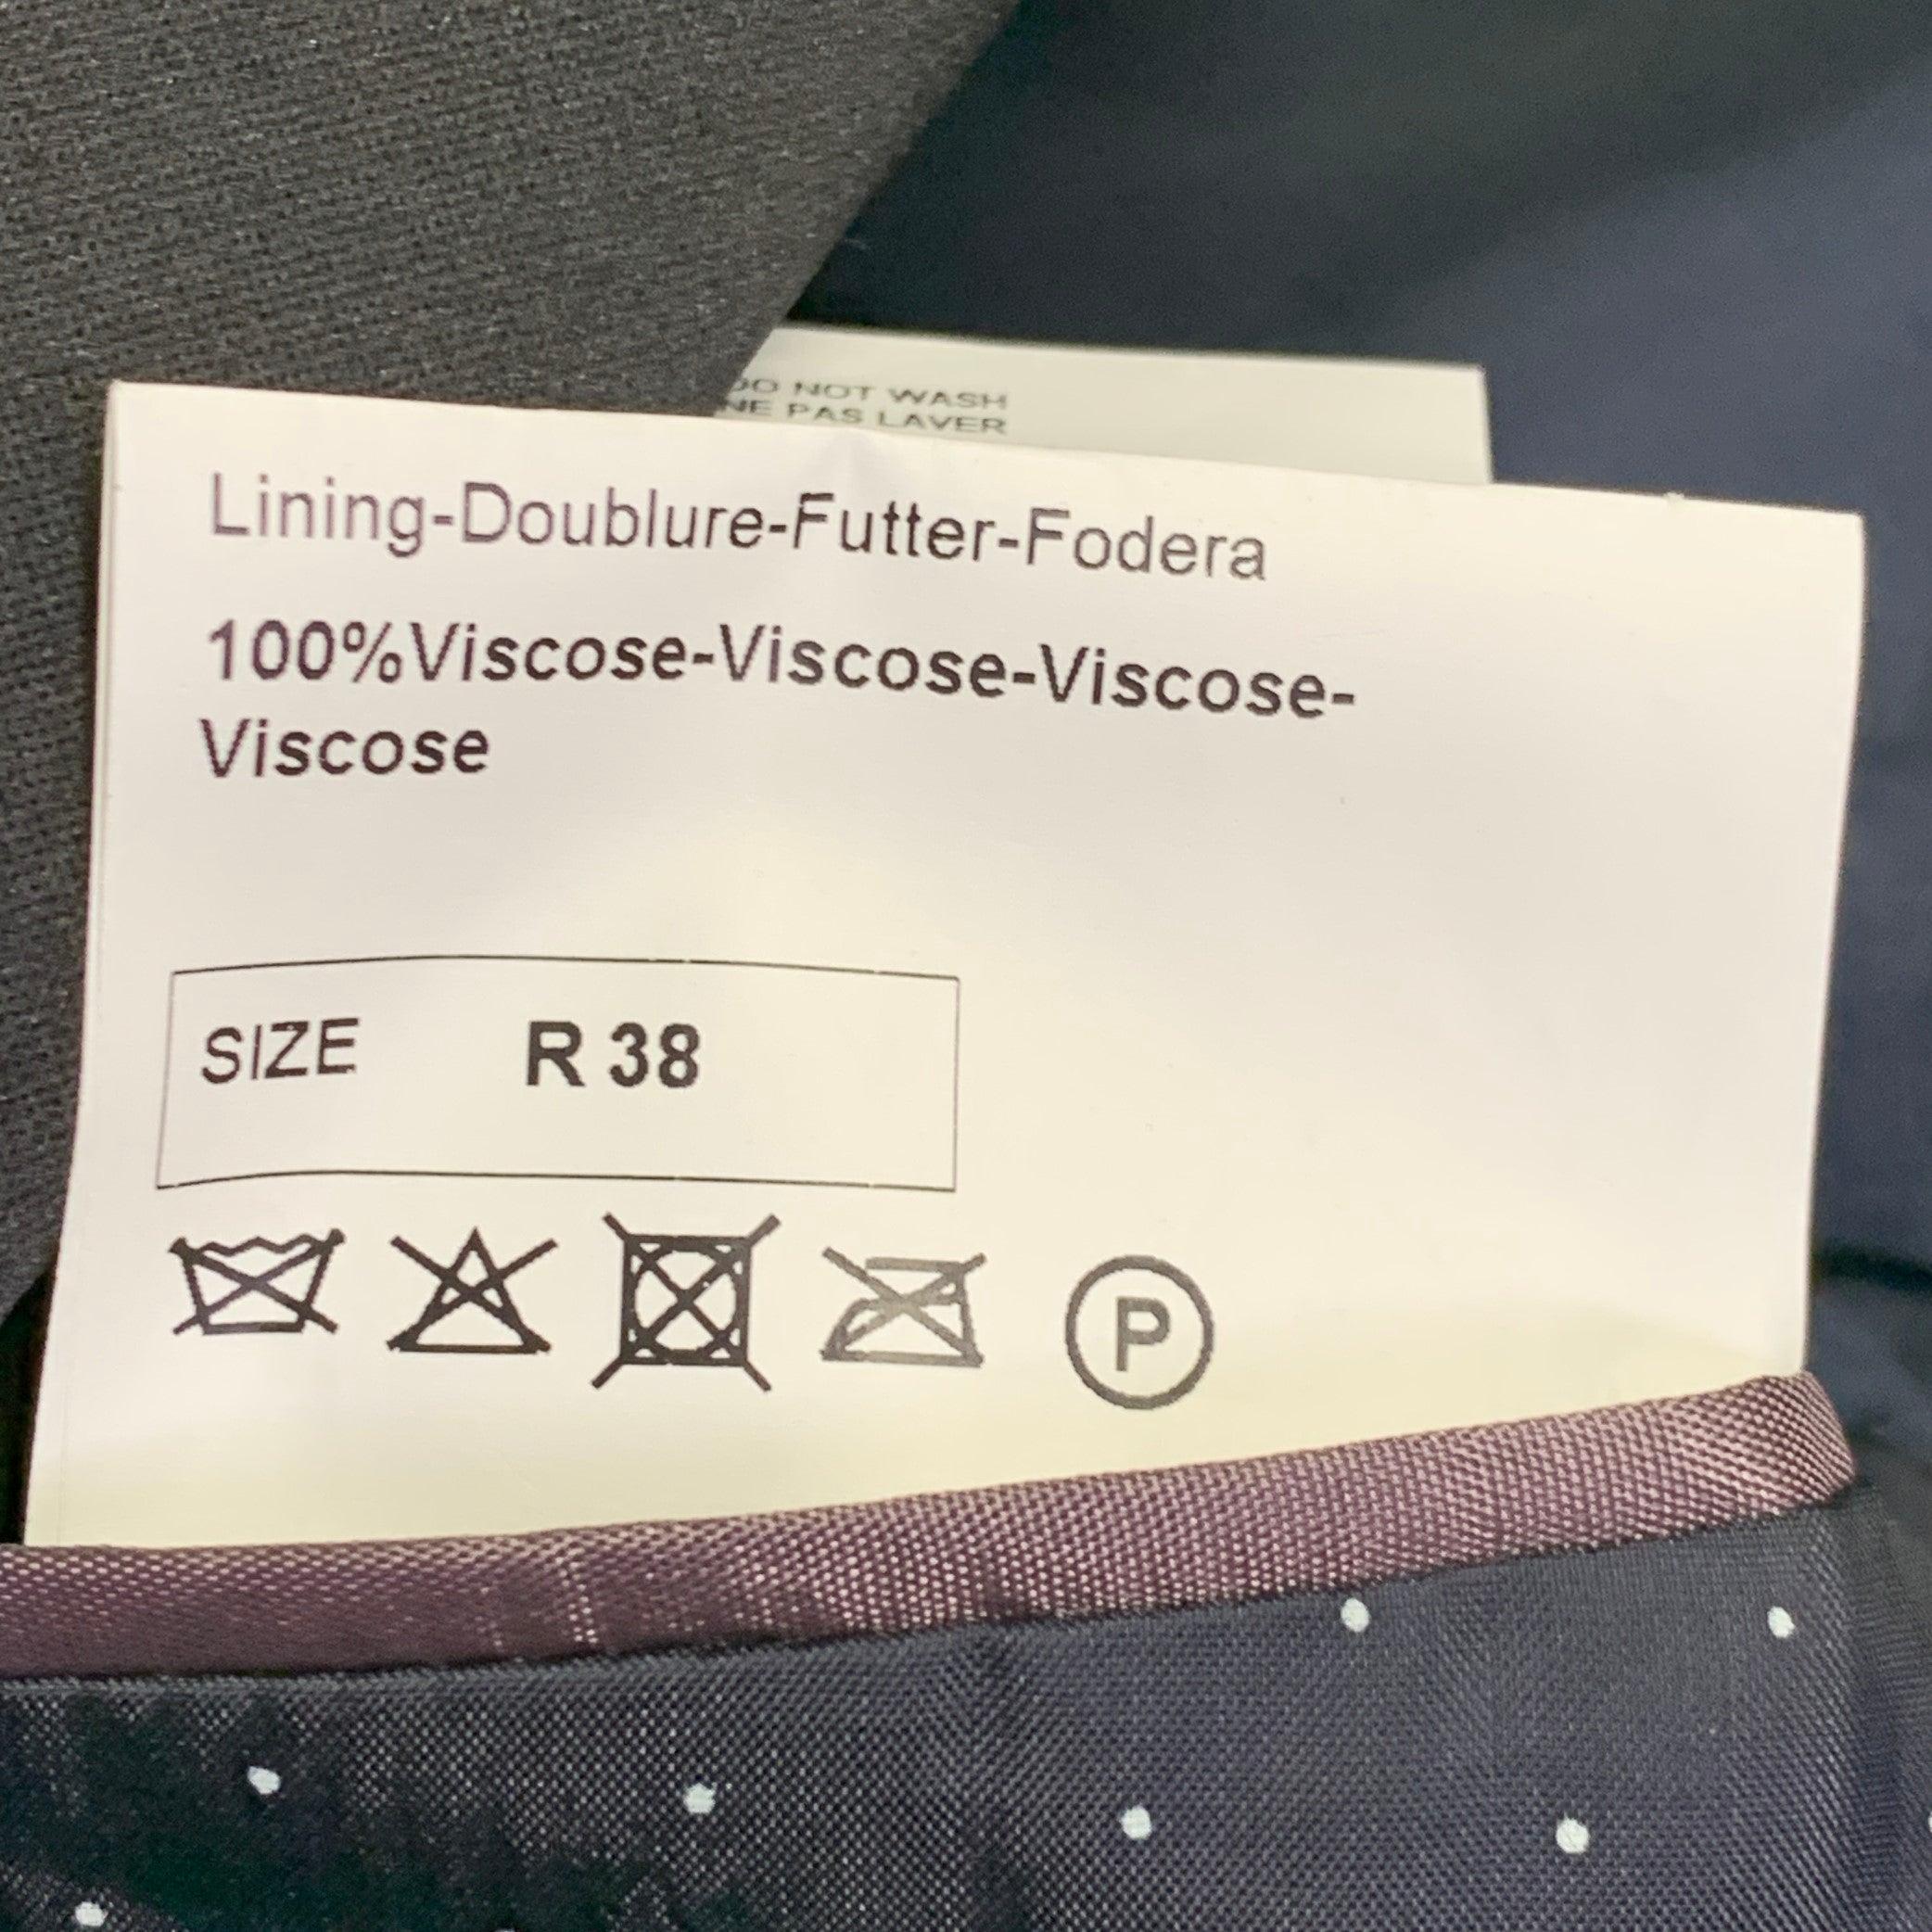 DO NOT WASH
NE PAS LAVER
Lining-Doublure-Futter-Fodera
100%Viscose-Viscose-Viscose-
Viscose
SIZE R 38
P